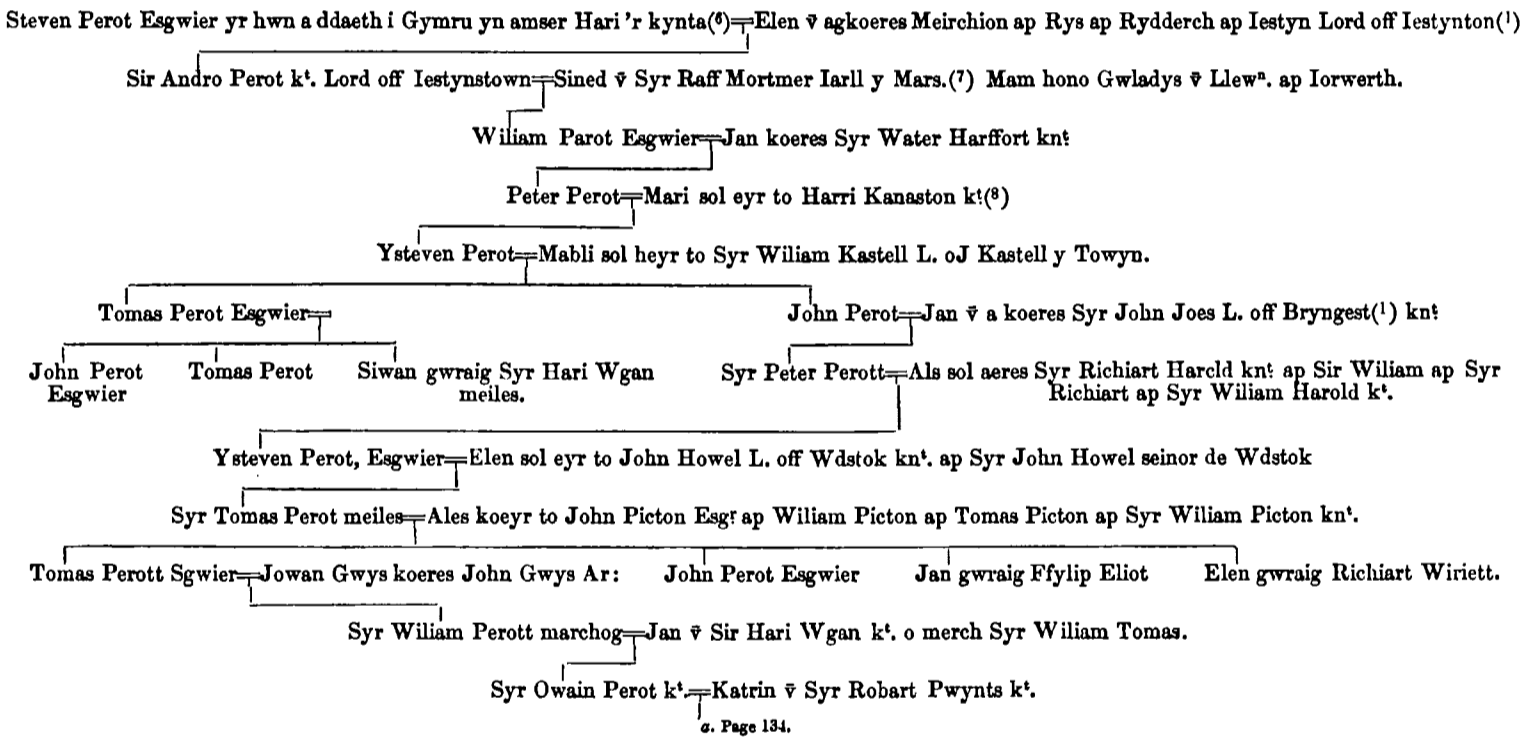 Steven Perot Esgwier yr hwn a ddaeth i Gymru yn amser Hari 'r kynta(⁶) Elen v̄ agkoeres Meirchion ap Rys ap Rydderch ap Iestyn Lord off Iestynton(¹)
Sir Andro Perot kᵗ. Lord off Iestynstown Sined v̄ Syr Raff Mortmer Iarll y Mars.(⁷) Mam hono Gwladys v̄ Llewⁿ. ap Iorwerth.
Wiliam Parot Esgwier Jan koeres Syr Water Harffort knᵗ
Peter Perot Mari sol eyr to Harri Kanaston kᵗ(⁸)
Ysteven Perot Mabli sol heyr to Syr Wiliam Kastell L. oJ Kastell y Towyn.
Tomas Perot Esgwier John Perot Jan v̄ a koeres Syr John Joes L. off Bryngest(¹) knᵗ
John Perot Tomas Perot Siwan gwraig Syr Hari Wgan Syr Peter Perott Als sol aeres Syr Richiart Harcld knᵗ ap Sir Wiliam ap Syr
Esgwier meiles. Richiart ap Syr Wiliam Harold kᵗ.
Ysteven Perot, Esgwier Elen sol eyr to John Howel L. off Wdstok knᵗ. ap Syr John Howel seinor de Wdstok
Syr Tomas Perot meiles Ales koeyr to John Picton Esgʳ ap Wiliam Picton ap Tomas Picton ap Syr Wiliam Picton knᵗ.
Tomas Perott Sgwier Jowan Gwys koeres John Gwys Ar: John Perot Esgwier Jan gwraig Ffylip Eliot Elen gwraig Richiart Wiriett.
Syr Wiliam Perott marchog Jan v̄ Sir Hari Wgan kᵗ. o merch Syr Wiliam Tomas.
Syr Owain Perot kᵗ. Katrin v̄ Syr Robart Pwynts kᵗ.
a. Page 134.